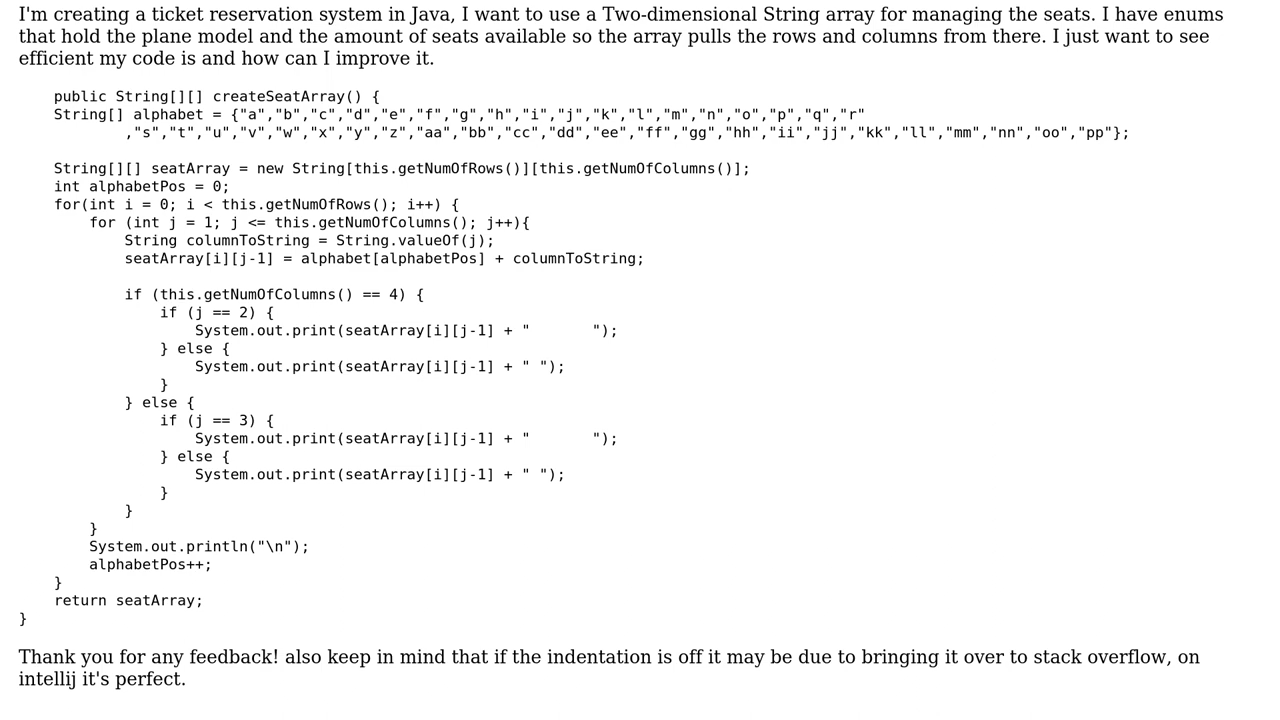 I'm creating a ticket reservation system in Java, I want to use a Two-dimensional String array for managing the seats. I have enums
that hold the plane model and the amount of seats available so the array pulls the rows and columns from there. I just want to see
efficient my code is and how can I improve it.
    public String[][] createSeatArray() {
    String[] alphabet = {"a","b","c","d","e","f","g","h","i","j","k","l","m","n","o","p","q","r"
            ,"s","t","u","v","w","x","y","z","aa","bb","cc","dd","ee","ff","gg","hh","ii","jj","kk","ll","mm","nn","oo","pp"};
    String[][] seatArray = new String[this.getNumOfRows()][this.getNumOfColumns()];
    int alphabetPos = 0;
    for(int i = 0; i < this.getNumOfRows(); i++) {
        for (int j = 1; j <= this.getNumOfColumns(); j++){
            String columnToString = String.valueOf(j);
            seatArray[i][j-1] = alphabet[alphabetPos] + columnToString;
            if (this.getNumOfColumns() == 4) {
                if (j == 2) {
                    System.out.print(seatArray[i][j-1] + "       ");
                } else {
                    System.out.print(seatArray[i][j-1] + " ");
                }
            } else {
                if (j == 3) {
                    System.out.print(seatArray[i][j-1] + "       ");
                } else {
                    System.out.print(seatArray[i][j-1] + " ");
                }
            }
        }
        System.out.println("\n");
        alphabetPos++;
    }
    return seatArray;
}
Thank you for any feedback! also keep in mind that if the indentation is off it may be due to bringing it over to stack overflow, on
intellij it's perfect.